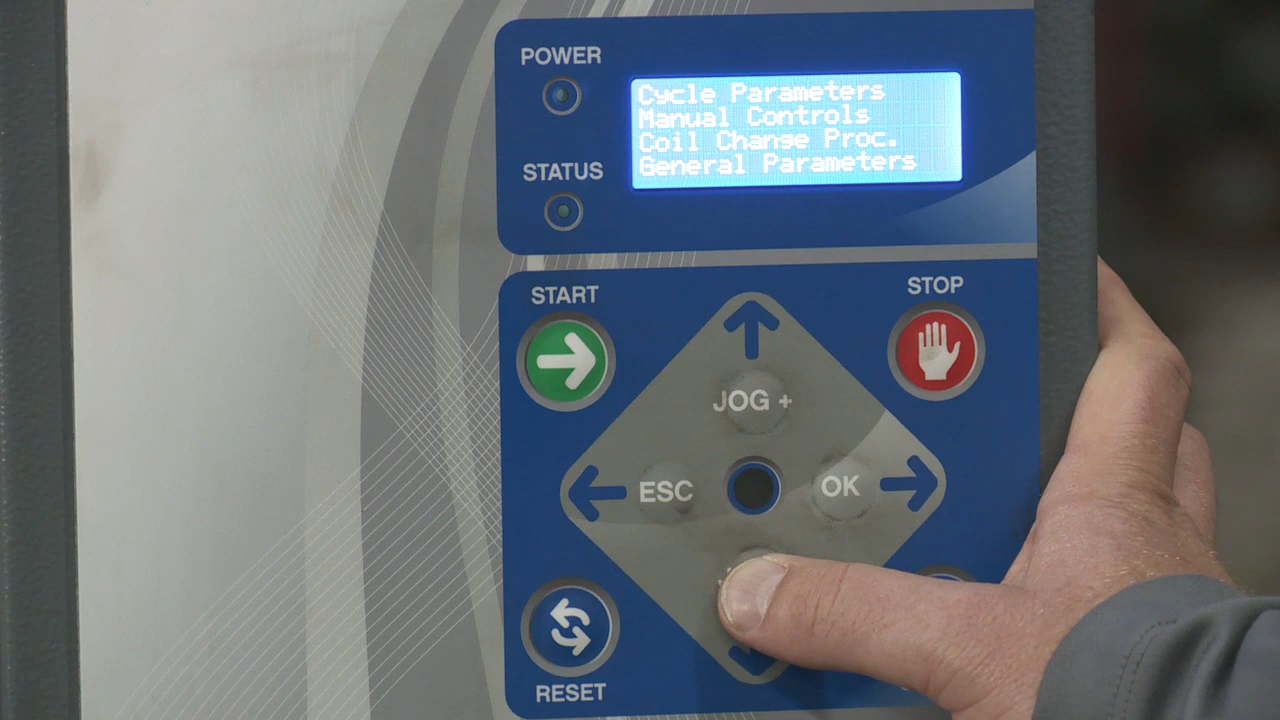 POWER
Cycle Parameters
Manual Controls
Coil Change Proc.
General Parameters
STATUS
START
STOP
JOG +
ESC
OK
RESET